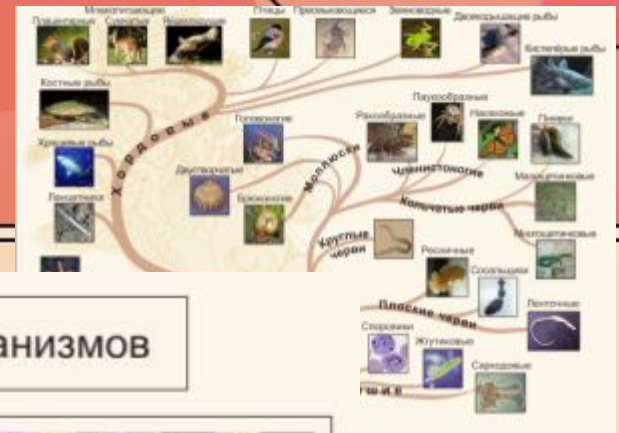 Млекопитающие
Плацентарные Сумчатые Яйцекладущие
Птицы Пресмыкающиеся Земноводные Двоякодышащие рыбы
Кистепёрые рыбы
Костные рыбы
Хрящевые рыбы
Ланцетники
Хордовые
Головоногие
Двустворчатые
Брюхоногие
Моллюски
Паукообразные
Ракообразные
Насекомые
Пиявки
Членистоногие
Малощетинковые
Кольчатые черви
Многощетинковые
Круглые
черви
Ресничные
Сосальщики
Ленточные
Плоские черви
Споровики
Жгутиковые
Саркодовые
шие
анизмов